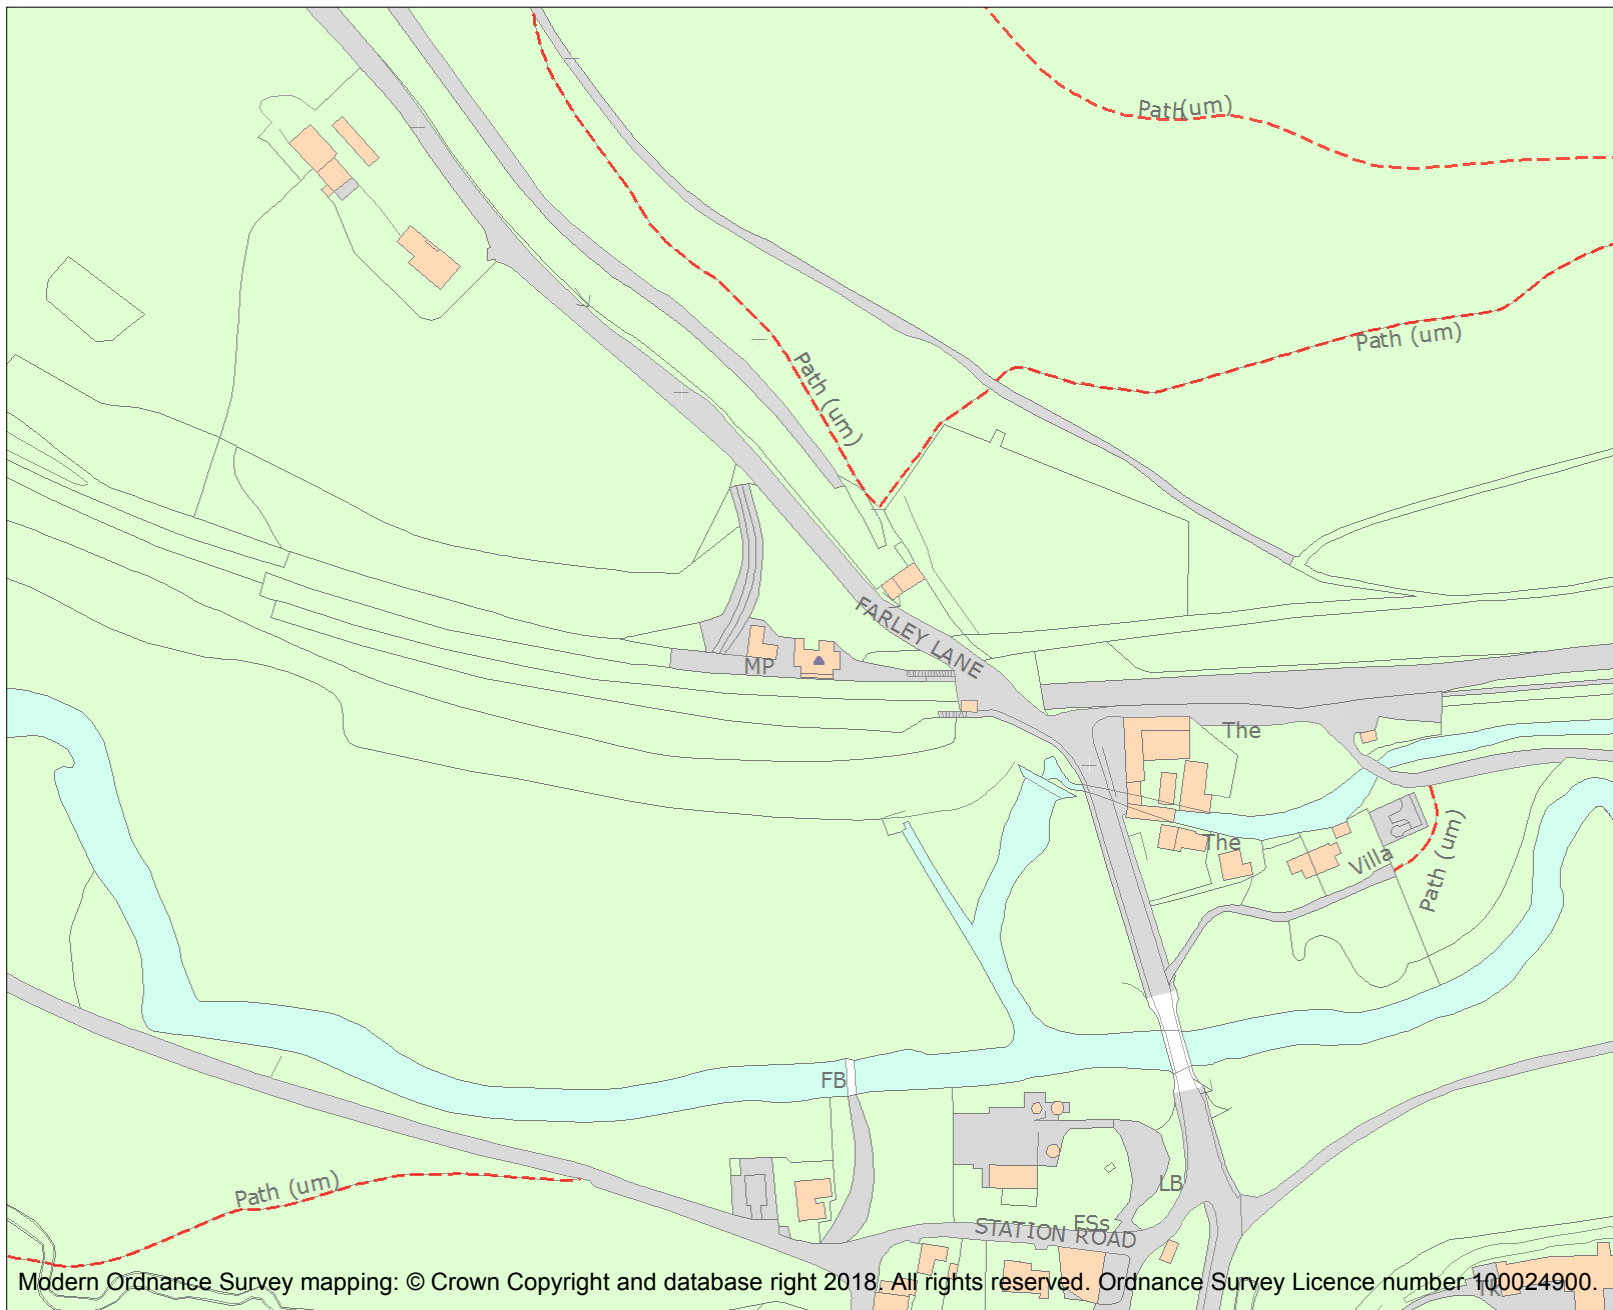 Path (um)
Path (um)
Path (um)
FARLEY LANE
MP
The
The
Villa
Path (um)
FB
Path (um)
LB
ESs
STATION ROAD
Modern Ordnance Survey mapping: © Crown Copyright and database right 2018. All rights reserved. Ordnance Survey Licence number 100024900.